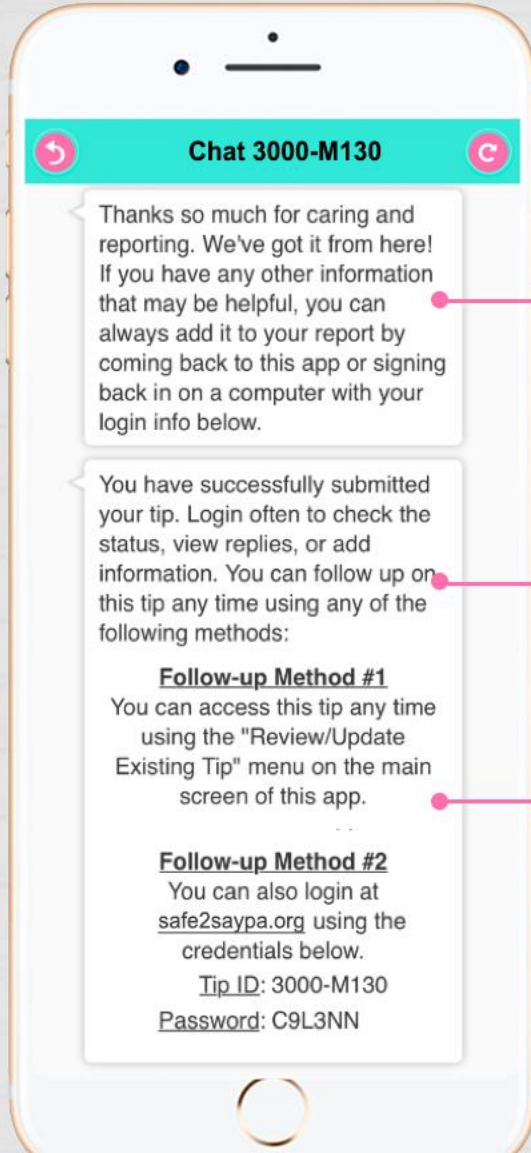 Chat 3000-M130
Thanks so much for caring and
reporting. We've got it from here!
If you have any other information
that may be helpful, you can
always add it to your report by
coming back to this app or signing
back in on a computer with your
login info below.
You have successfully submitted
your tip. Login often to check the
status, view replies, or add
information. You can follow up on
this tip any time using any of the
following methods:
Follow-up Method #1
You can access this tip any time
using the "Review/Update
Existing Tip" menu on the main
screen of this app.
Follow-up Method #2
You can also login at
safe2saypa.org using the
credentials below.
Tip ID: 3000-M130
Password: C9L3NN